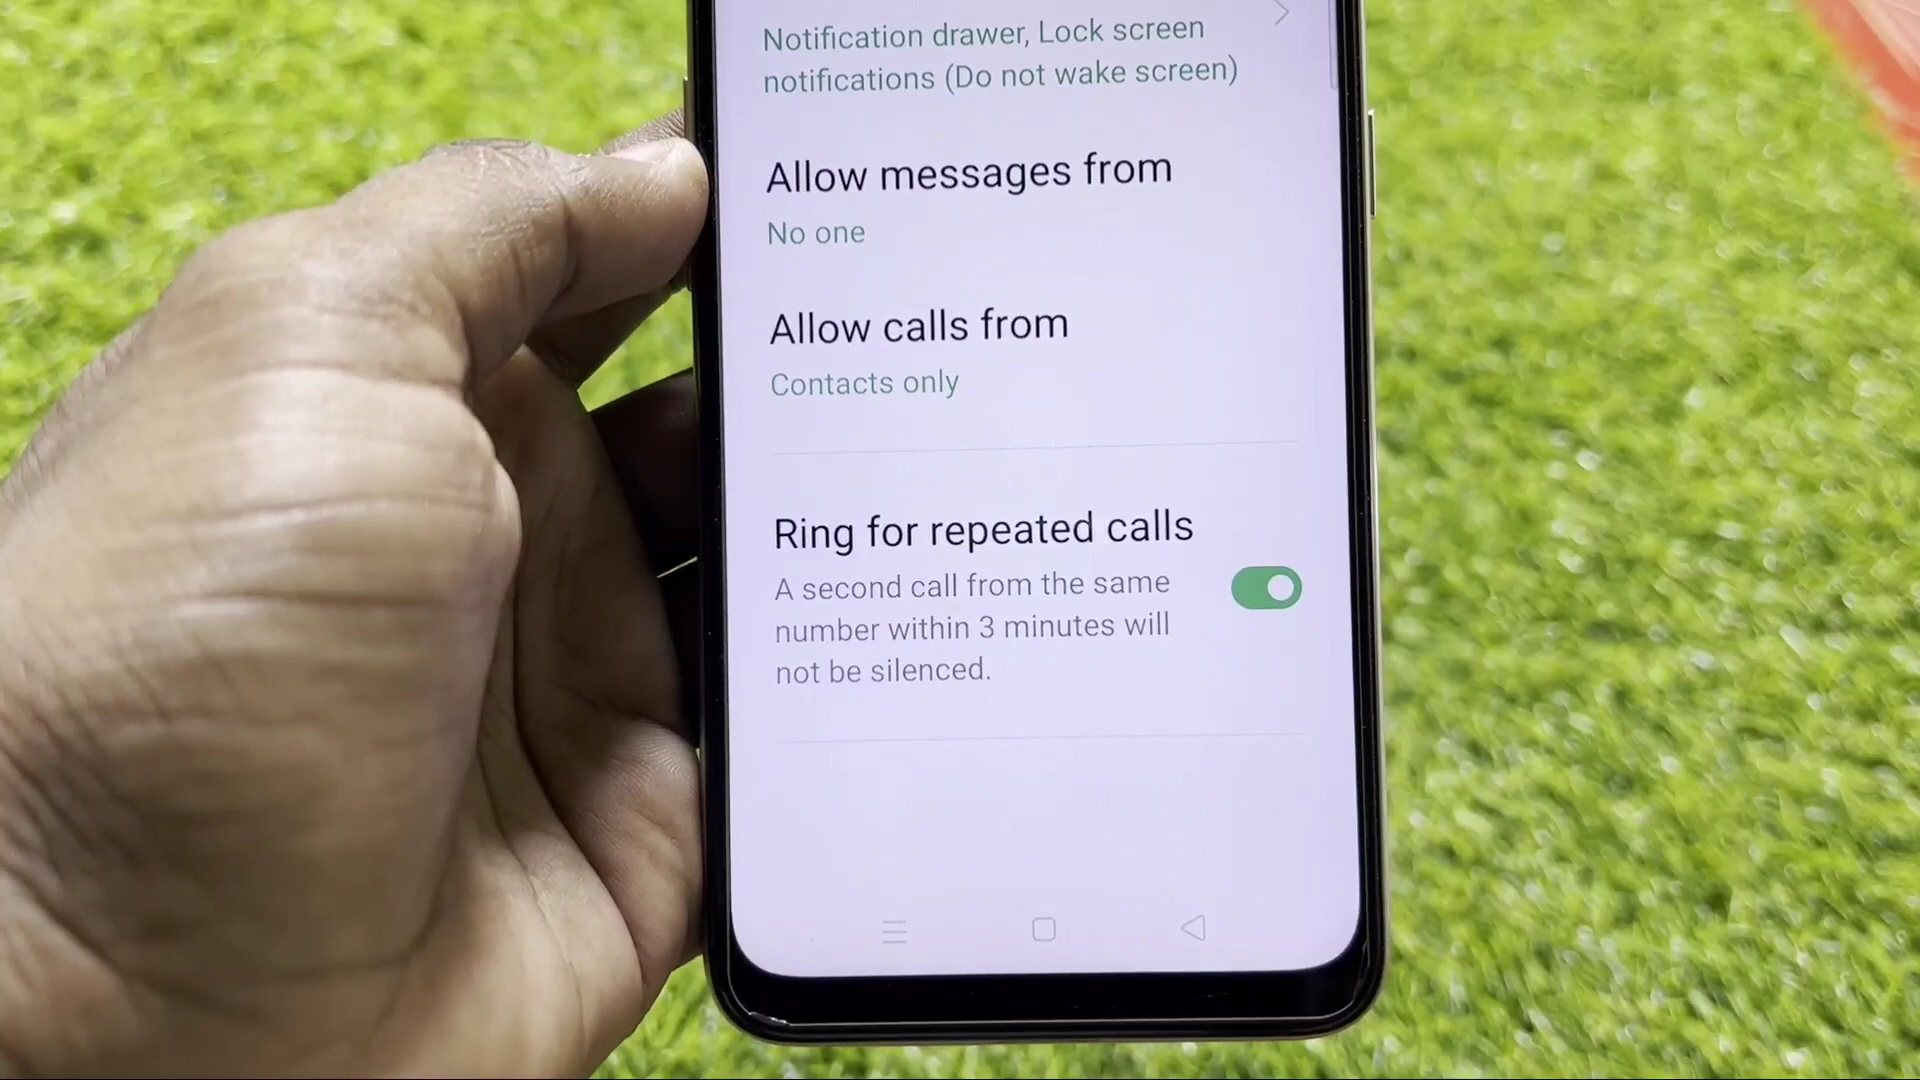 Notification drawer, Lock screen
notifications (Do not wake screen)
Allow messages from
No one
Allow calls from
Contacts only
Ring for repeated calls
A second call from the same
number within 3 minutes will
not be silenced.